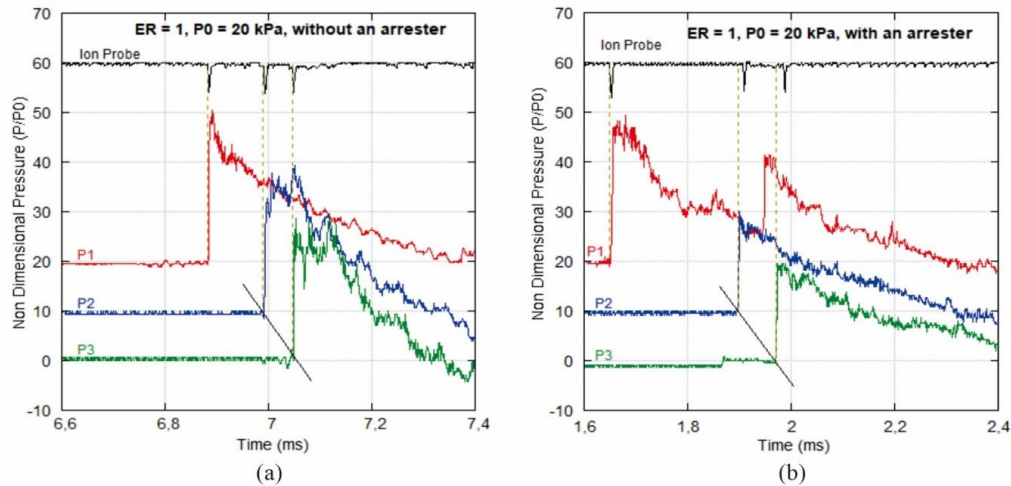 ER = 1, P0 = 20 kPa, without an arrester
Ion Probe
60
50
40
30
20
10
0
-10
Non Dimensional Pressure (P/P0)
P1
P2
P3
6,6
6,8
7
7,2
7,4
Time (ms)
(a)
ER = 1, P0 = 20 kPa, with an arrester
Ion Probe
60
50
40
30
20
10
0
-10
Non Dimensional Pressure (P/P0)
P1
P2
P3
1,6
1,8
2
2,2
2,4
Time (ms)
(b)